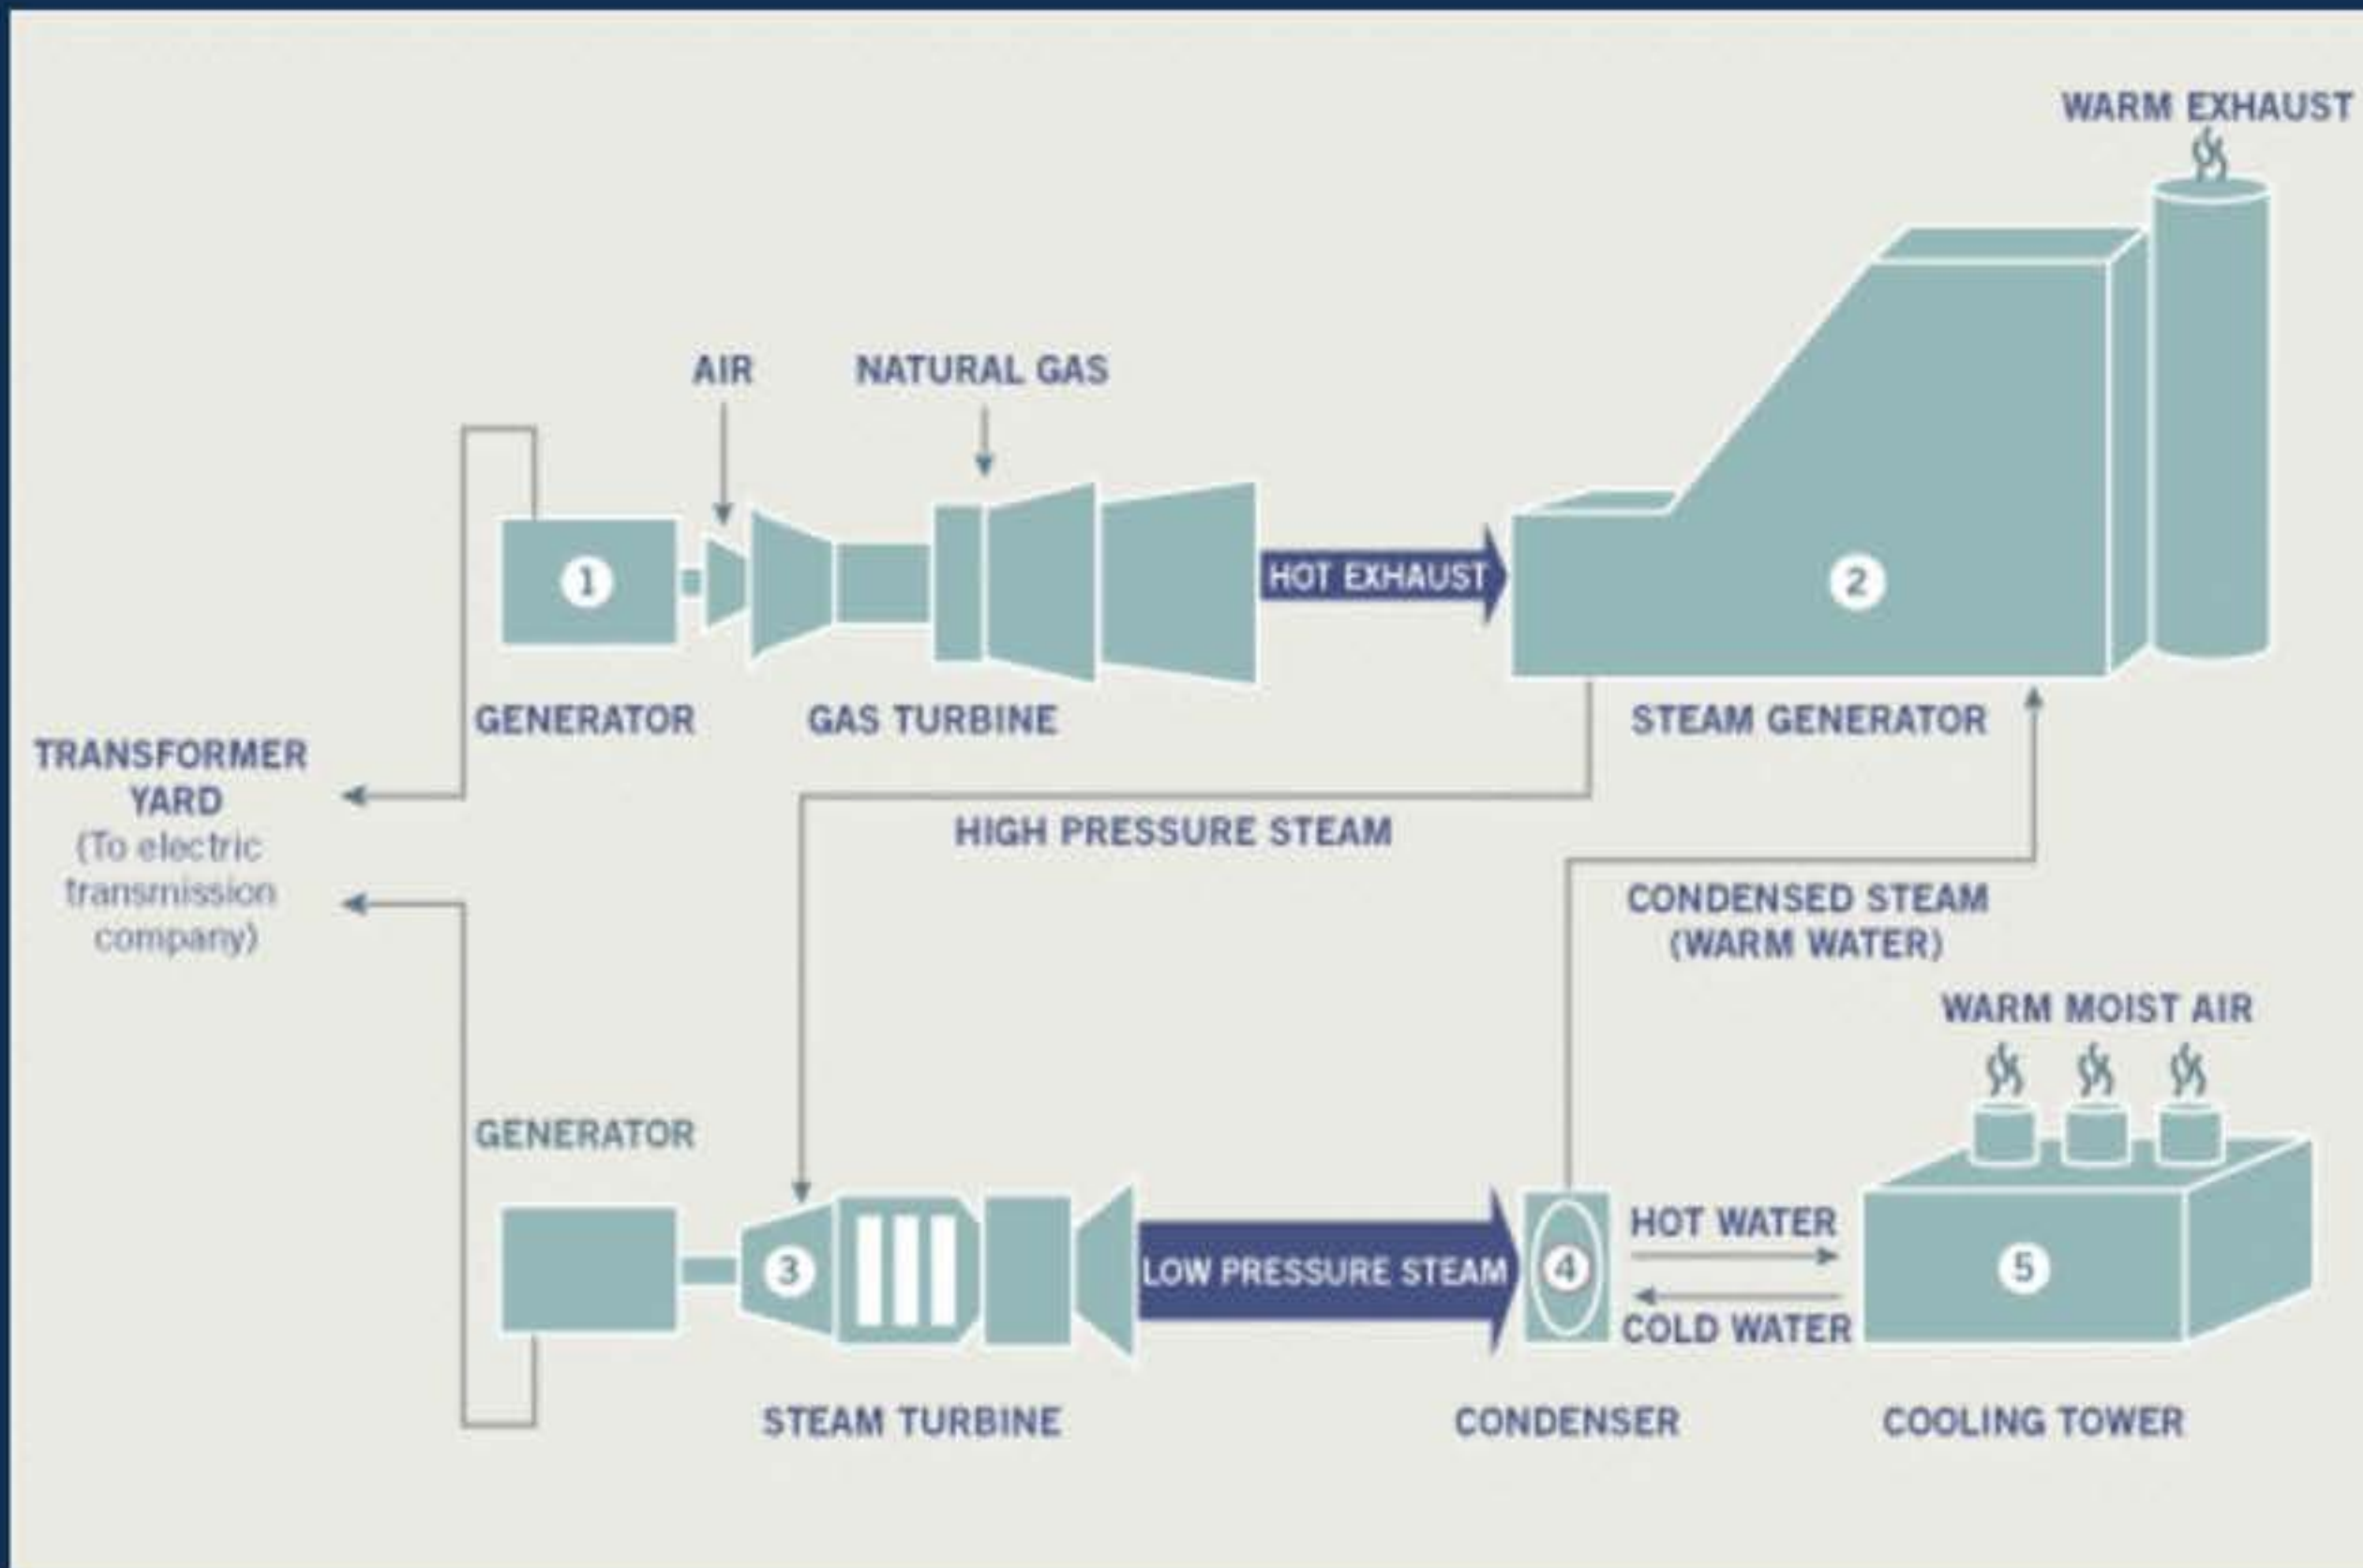 WARM EXHAUST
AIR
NATURAL GAS
1
HOT EXHAUST
2
GENERATOR
GAS TURBINE
STEAM GENERATOR
TRANSFORMER
YARD
(To electric
transmission
company)
HIGH PRESSURE STEAM
CONDENSED STEAM
(WARM WATER)
WARM MOIST AIR
GENERATOR
3
LOW PRESSURE STEAM
4
HOT WATER
COLD WATER
5
STEAM TURBINE
CONDENSER
COOLING TOWER